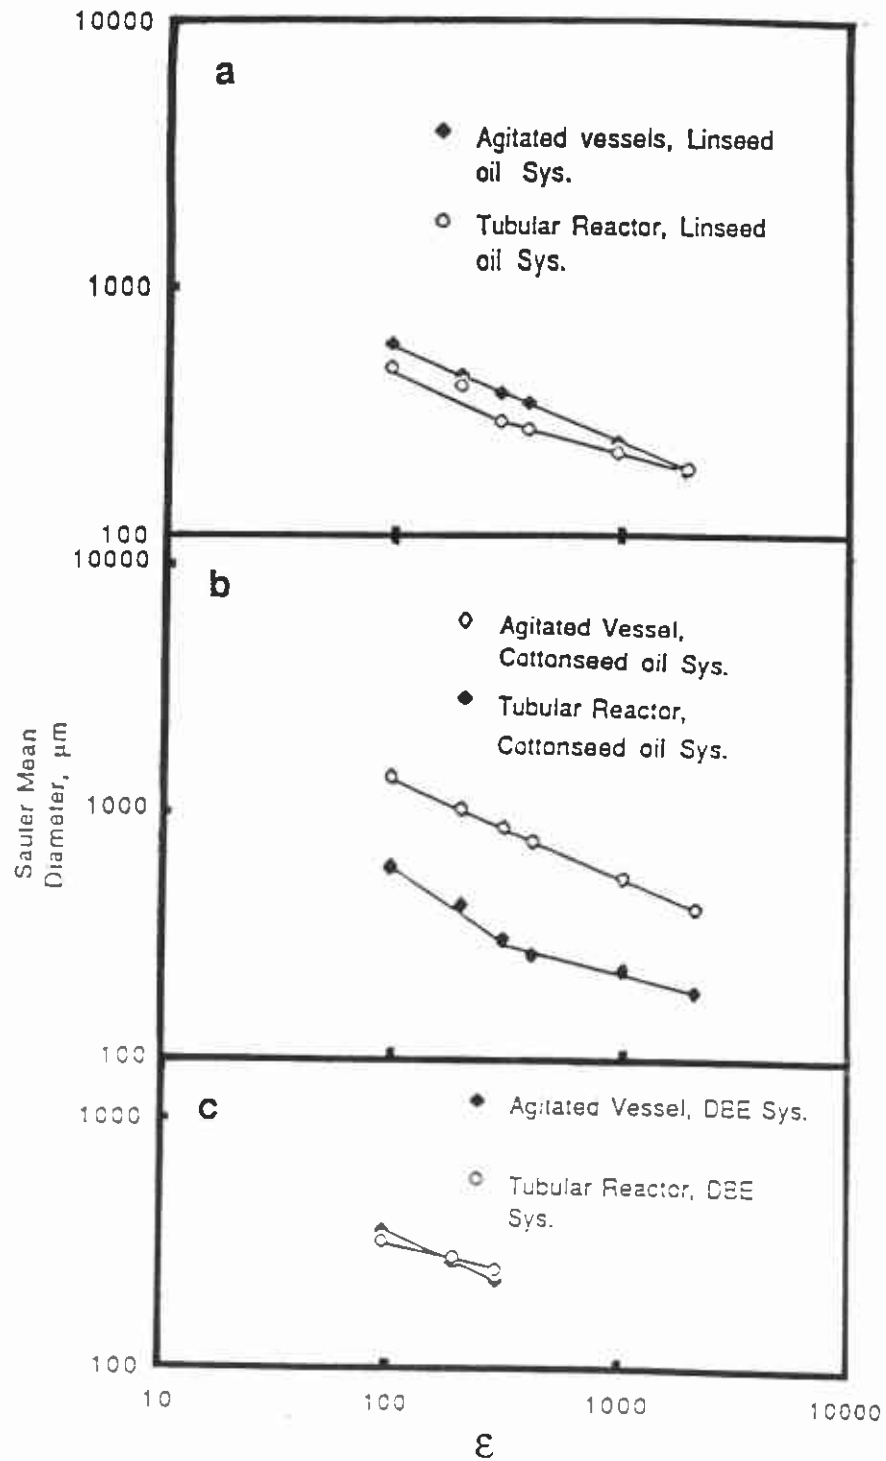 10000
a
Agitated vessels, Linseed
oil Sys.
Tubular Reactor, Linseed
oil Sys.
1000
100
10000
b
Agitated Vessel,
Cottonseed oil Sys.
Tubular Reactor,
Cottonseed oil Sys.
Sauter Mean
Diameter, µm
1000
100
1000
c
Agitated Vessel, DBE Sys.
Tubular Reactor, DBE
Sys.
100
10
100
1000
10000
ε